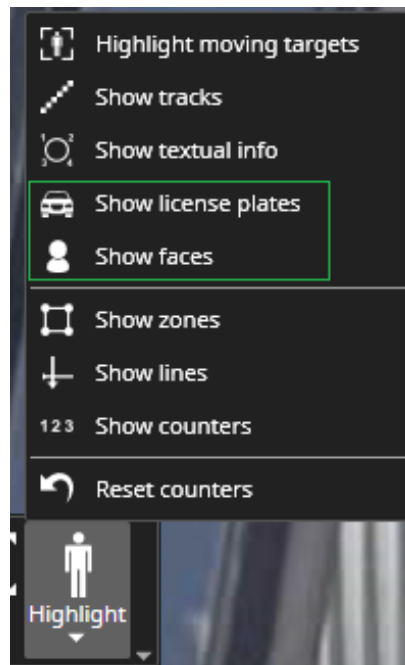 Highlight moving targets
Show tracks
Show textual info
Show license plates
Show faces
Show zones
Show lines
123 Show counters
Reset counters
Highlight